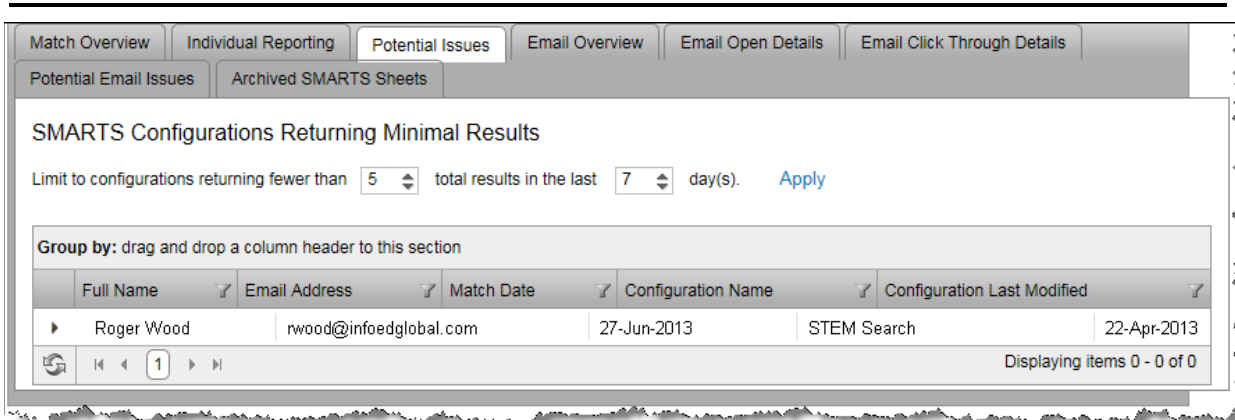 Match Overview Individual Reporting Potential Issues Email Overview Email Open Details Email Click Through Details
Potential Email Issues Archived SMARTS Sheets
SMARTS Configurations Returning Minimal Results
Limit to configurations returning fewer than 5 total results in the last 7 day(s). Apply
Group by: drag and drop a column header to this section
Full Name Email Address Match Date Configuration Name Configuration Last Modified
Roger Wood rwood@infoedglobal.com 27-Jun-2013 STEM Search 22-Apr-2013
1 Displaying items 0 - 0 of 0